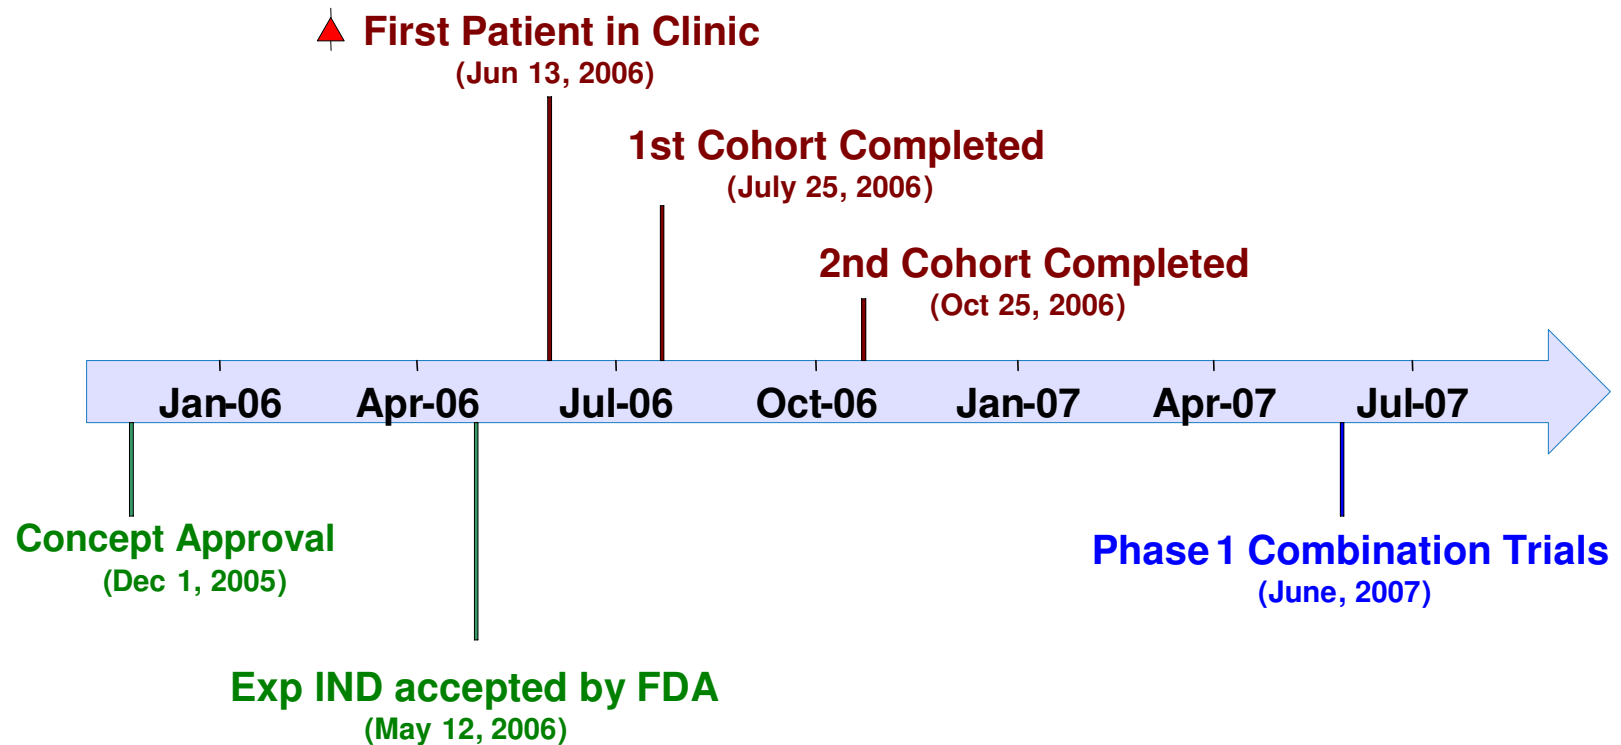 First Patient in Clinic
(Jun 13, 2006)
1st Cohort Completed
(July 25, 2006)
2nd Cohort Completed
(Oct 25, 2006)
Jan-06 Apr-06 Jul-06 Oct-06 Jan-07 Apr-07 Jul-07
Concept Approval
(Dec 1, 2005)
Phase 1 Combination Trials
(June, 2007)
Exp IND accepted by FDA
(May 12, 2006)